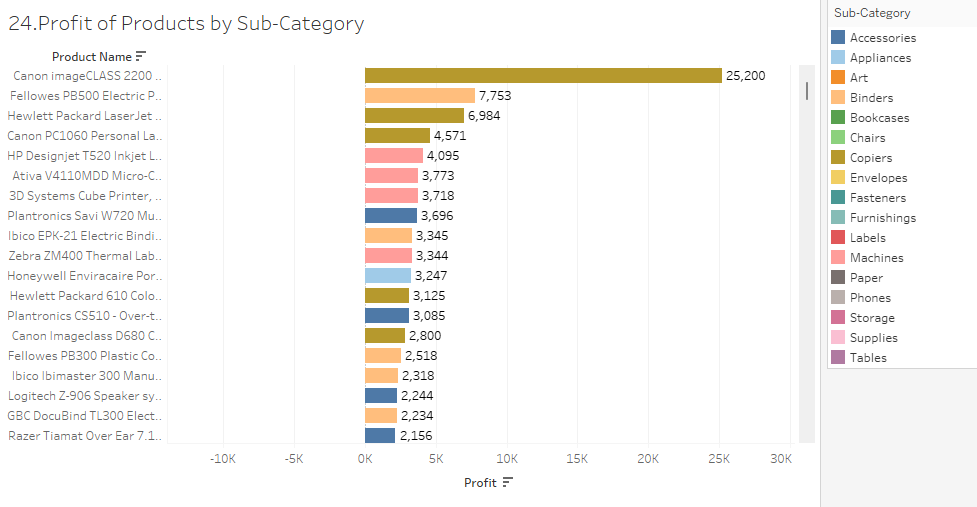 24.Profit of Products by Sub-Category
Product Name
Canon imageCLASS 2200 .. 25,200
Fellowes PB500 Electric P.. 7,753
Hewlett Packard LaserJet .. 6,984
Canon PC1060 Personal La.. 4,571
HP Designjet T520 Inkjet L.. 4,095
Ativa V4110MDD Micro-C.. 3,773
3D Systems Cube Printer, .. 3,718
Plantronics Savi W720 Mu.. 3,696
Ibico EPK-21 Electric Bindi.. 3,345
Zebra ZM400 Thermal Lab.. 3,344
Honeywell Enviracaire Por.. 3,247
Hewlett Packard 610 Colo.. 3,125
Plantronics CS510 - Over-t.. 3,085
Canon Imageclass D680 C.. 2,800
Fellowes PB300 Plastic Co.. 2,518
Ibico Ibimaster 300 Manu.. 2,318
Logitech Z-906 Speaker sy.. 2,244
GBC DocuBind TL300 Elect.. 2,234
Razer Tiamat Over Ear 7.1.. 2,156
-10K -5K 0K 5K 10K 15K 20K 25K 30K
Profit
Sub-Category
Accessories
Appliances
Art
Binders
Bookcases
Chairs
Copiers
Envelopes
Fasteners
Furnishings
Labels
Machines
Paper
Phones
Storage
Supplies
Tables